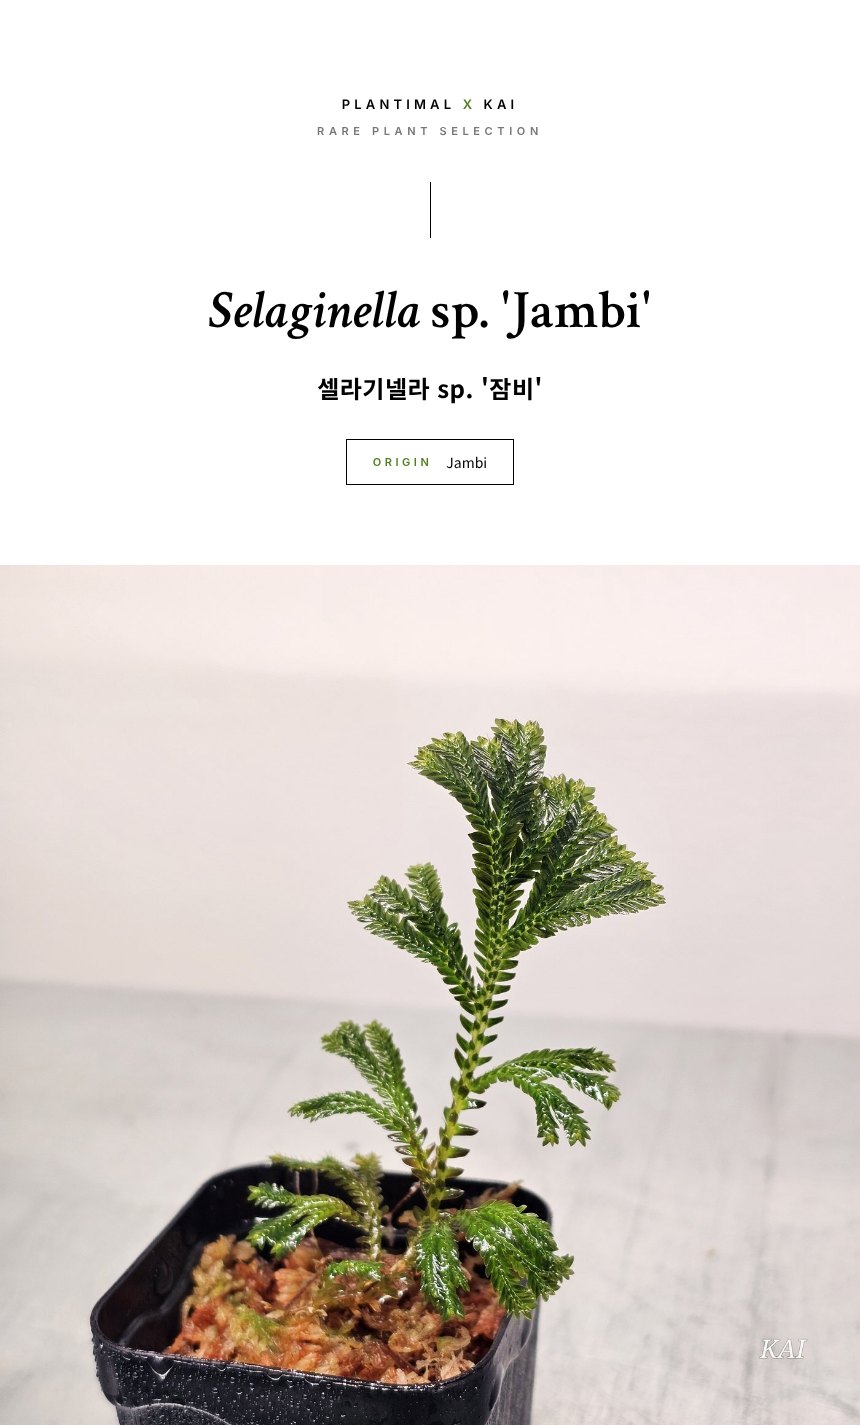 PLANTIMAL X KAI
RARE PLANT SELECTION
Selaginella sp. 'Jambi'
셀라기넬라 sp. '잠비'
ORIGIN Jambi
KAI